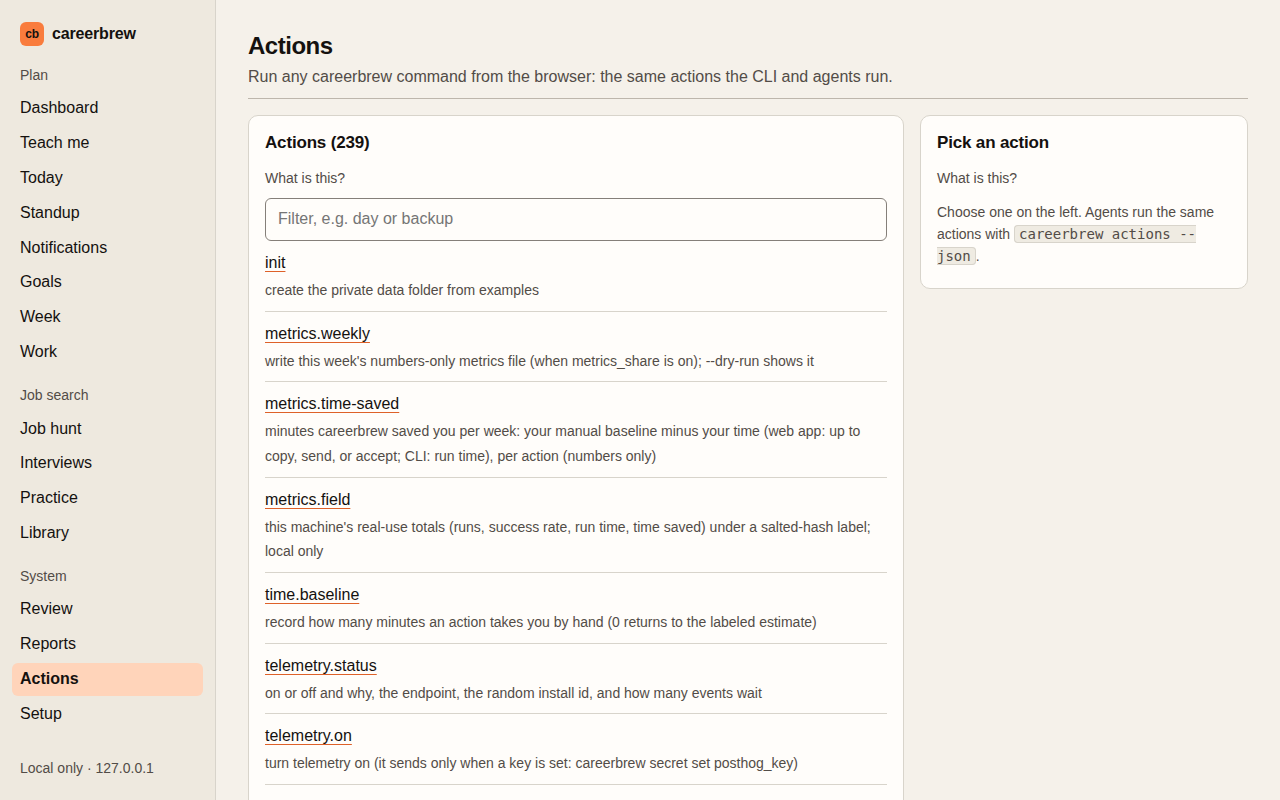 cb careerbrew
Plan
Dashboard
Teach me
Today
Standup
Notifications
Goals
Week
Work
Job search
Job hunt
Interviews
Practice
Library
System
Review
Reports
Actions
Setup
Local only · 127.0.0.1
Actions
Run any careerbrew command from the browser: the same actions the CLI and agents run.
Actions (239)
What is this?
Filter, e.g. day or backup
init
create the private data folder from examples
metrics.weekly
write this week's numbers-only metrics file (when metrics_share is on); --dry-run shows it
metrics.time-saved
minutes careerbrew saved you per week: your manual baseline minus your time (web app: up to
copy, send, or accept; CLI: run time), per action (numbers only)
metrics.field
this machine's real-use totals (runs, success rate, run time, time saved) under a salted-hash label;
local only
time.baseline
record how many minutes an action takes you by hand (0 returns to the labeled estimate)
telemetry.status
on or off and why, the endpoint, the random install id, and how many events wait
telemetry.on
turn telemetry on (it sends only when a key is set: careerbrew secret set posthog_key)
Pick an action
What is this?
Choose one on the left. Agents run the same
actions with careerbrew actions --
json.